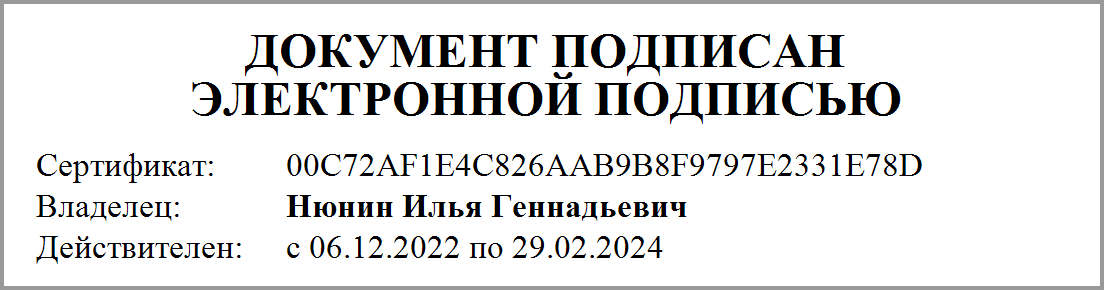 ДОКУМЕНТ ПОДПИСАН
ЭЛЕКТРОННОЙ ПОДПИСЬЮ
Сертификат: 00C72AF1E4C826AAB9B8F9797E2331E78D
Владелец: Нюнин Илья Геннадьевич
Действителен: с 06.12.2022 по 29.02.2024